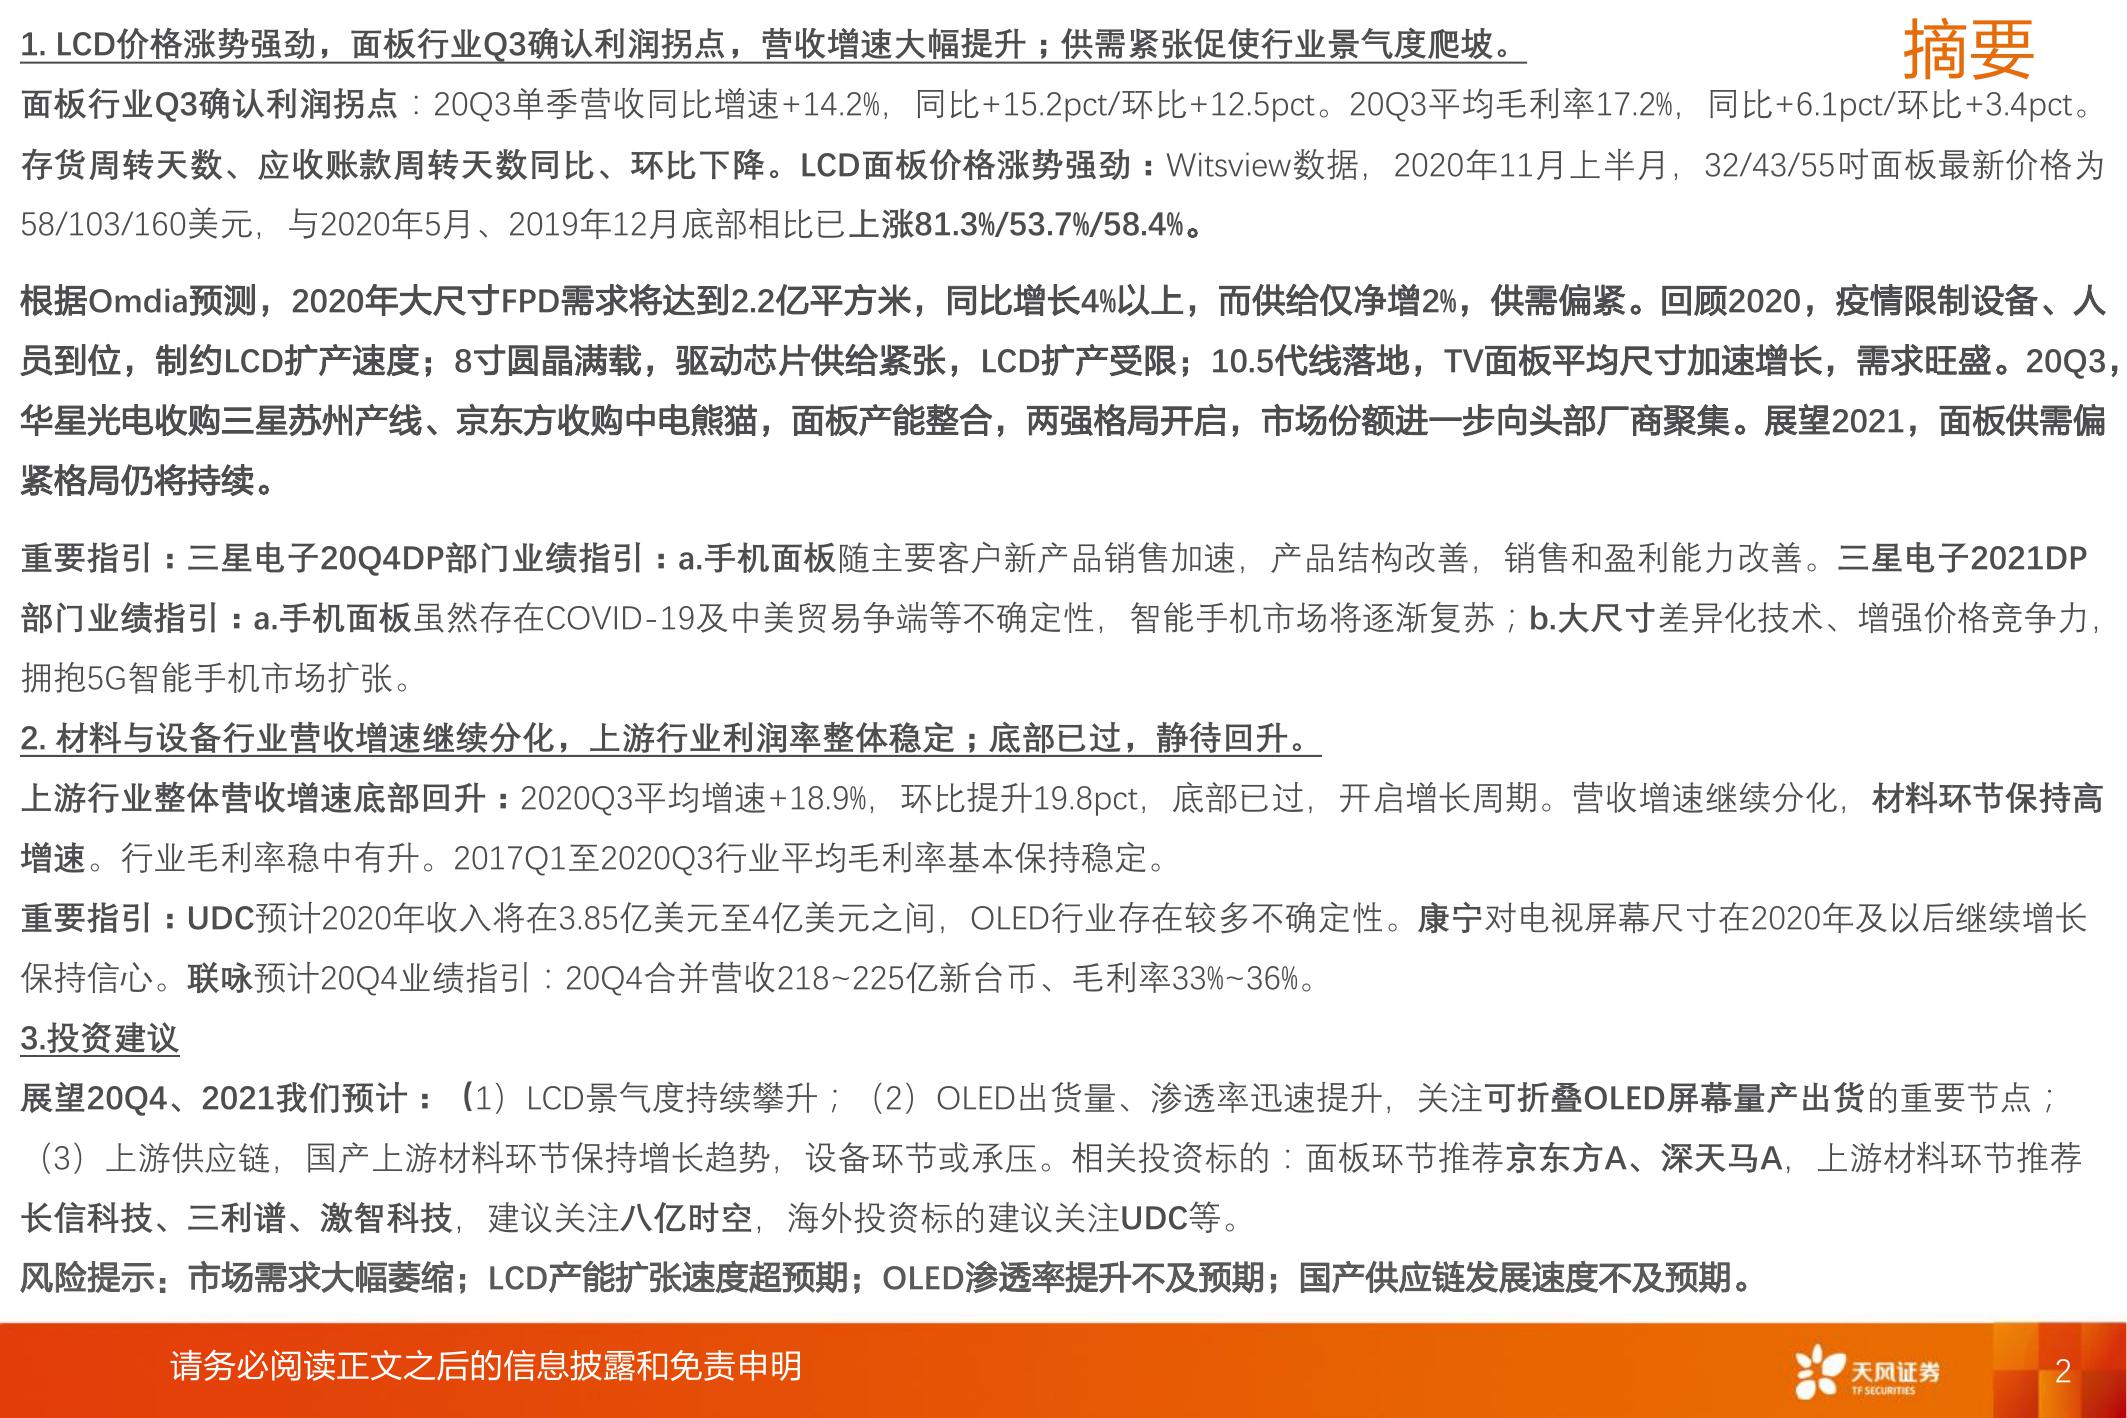 摘要
1. LCD价格涨势强劲，面板行业Q3确认利润拐点，营收增速大幅提升；供需紧张促使行业景气度爬坡。
面板行业Q3确认利润拐点：20Q3单季营收同比增速+14.2%，同比+15.2pct/环比+12.5pct。20Q3平均毛利率17.2%，同比+6.1pct/环比+3.4pct。
存货周转天数、应收账款周转天数同比、环比下降。LCD面板价格涨势强劲：Witsview数据，2020年11月上半月，32/43/55吋面板最新价格为
58/103/160美元，与2020年5月、2019年12月底部相比已上涨81.3%/53.7%/58.4%。
根据Omdia预测，2020年大尺寸FPD需求将达到2.2亿平方米，同比增长4%以上，而供给仅净增2%，供需偏紧。回顾2020，疫情限制设备、人
员到位，制约LCD扩产速度；8寸圆晶满载，驱动芯片供给紧张，LCD扩产受限；10.5代线落地，TV面板平均尺寸加速增长，需求旺盛。20Q3，
华星光电收购三星苏州产线、京东方收购中电熊猫，面板产能整合，两强格局开启，市场份额进一步向头部厂商聚集。展望2021，面板供需偏
紧格局仍将持续。
重要指引：三星电子20Q4DP部门业绩指引：a.手机面板随主要客户新产品销售加速，产品结构改善，销售和盈利能力改善。三星电子2021DP
部门业绩指引：a.手机面板虽然存在COVID-19及中美贸易争端等不确定性，智能手机市场将逐渐复苏；b.大尺寸差异化技术、增强价格竞争力，
拥抱5G智能手机市场扩张。
2. 材料与设备行业营收增速继续分化，上游行业利润率整体稳定；底部已过，静待回升。
上游行业整体营收增速底部回升：2020Q3平均增速+18.9%，环比提升19.8pct，底部已过，开启增长周期。营收增速继续分化，材料环节保持高
增速。行业毛利率稳中有升。2017Q1至2020Q3行业平均毛利率基本保持稳定。
重要指引：UDC预计2020年收入将在3.85亿美元至4亿美元之间，OLED行业存在较多不确定性。康宁对电视屏幕尺寸在2020年及以后继续增长
保持信心。联咏预计20Q4业绩指引：20Q4合并营收218~225亿新台币、毛利率33%~36%。
3.投资建议
展望20Q4、2021我们预计：（1）LCD景气度持续攀升；（2）OLED出货量、渗透率迅速提升，关注可折叠OLED屏幕量产出货的重要节点；
（3）上游供应链，国产上游材料环节保持增长趋势，设备环节或承压。相关投资标的：面板环节推荐京东方A、深天马A，上游材料环节推荐
长信科技、三利谱、激智科技，建议关注八亿时空，海外投资标的建议关注UDC等。
风险提示：市场需求大幅萎缩；LCD产能扩张速度超预期；OLED渗透率提升不及预期；国产供应链发展速度不及预期。
请务必阅读正文之后的信息披露和免责申明
天风证券
TF SECURITIES
2